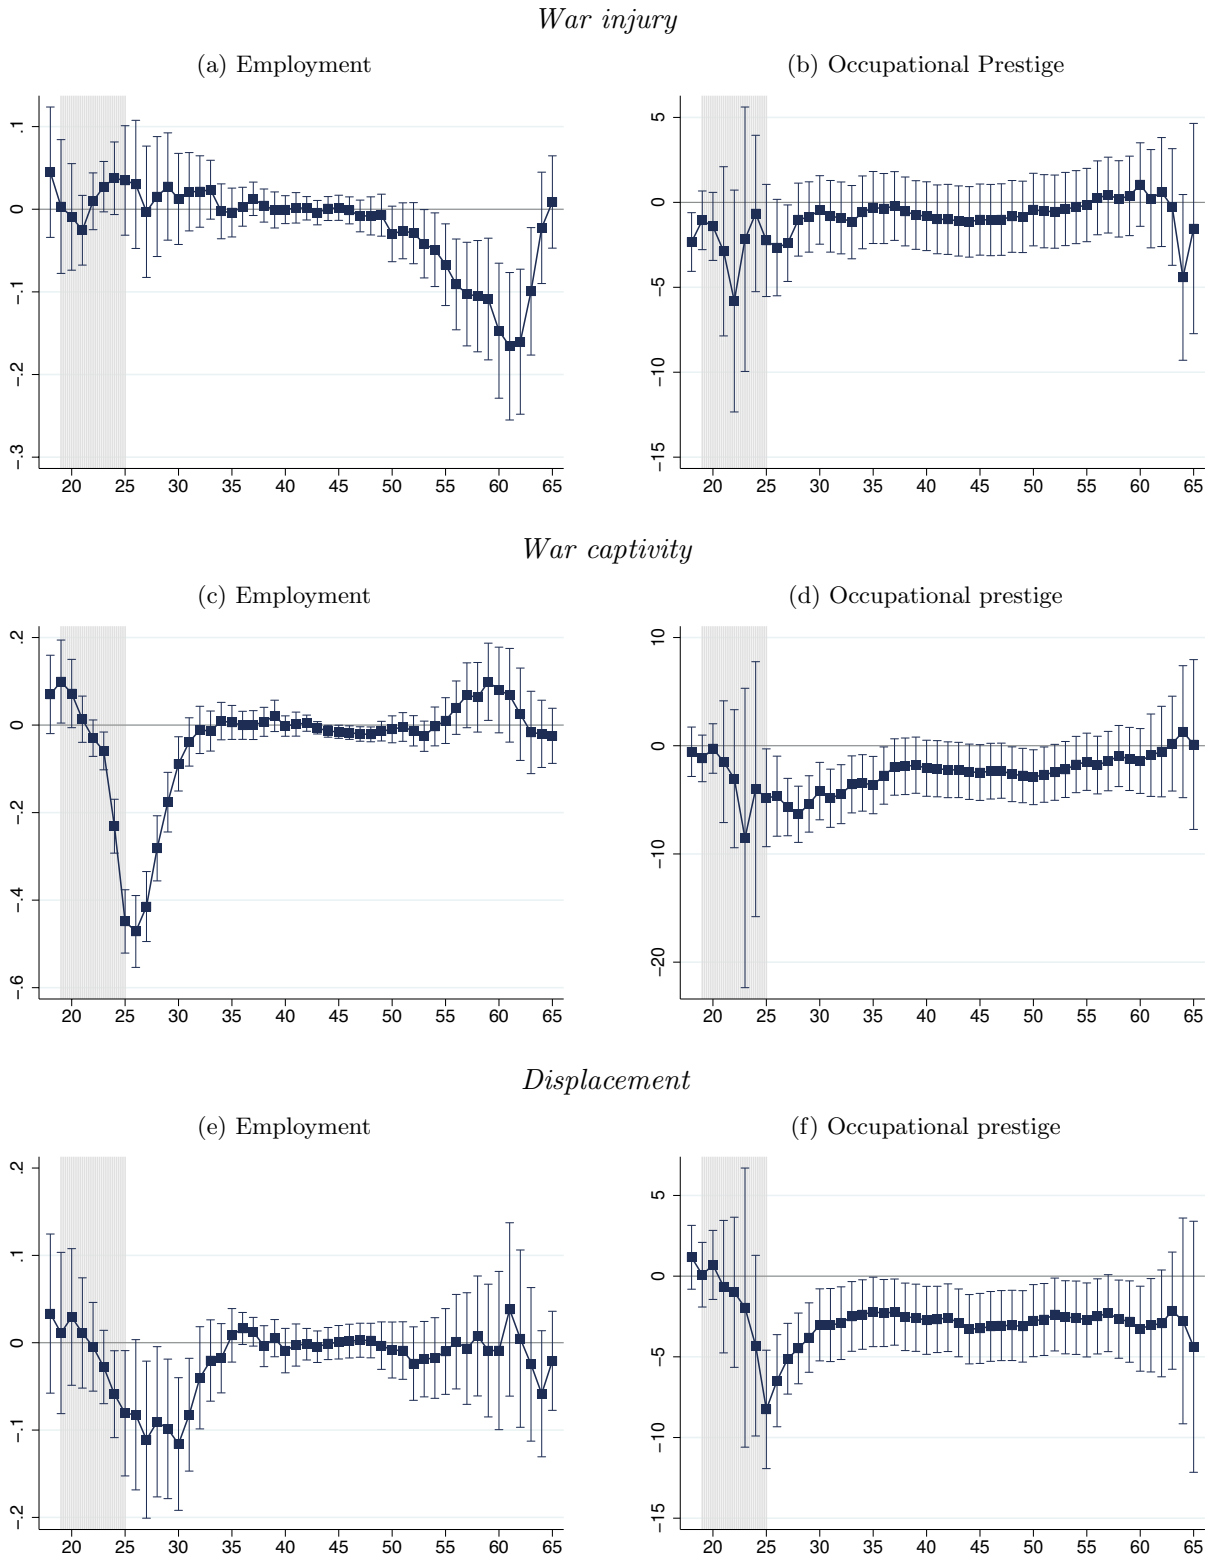 War injury
(a) Employment
(b) Occupational Prestige
.1
0
-.1
-.2
-.3
20 25 30 35 40 45 50 55 60 65
5
0
-5
-10
-15
20 25 30 35 40 45 50 55 60 65
War captivity
(c) Employment
(d) Occupational prestige
.2
0
-.2
-.4
-.6
20 25 30 35 40 45 50 55 60 65
10
0
-10
-20
20 25 30 35 40 45 50 55 60 65
Displacement
(e) Employment
(f) Occupational prestige
.2
.1
0
-.1
-.2
20 25 30 35 40 45 50 55 60 65
5
0
-5
-10
-15
20 25 30 35 40 45 50 55 60 65